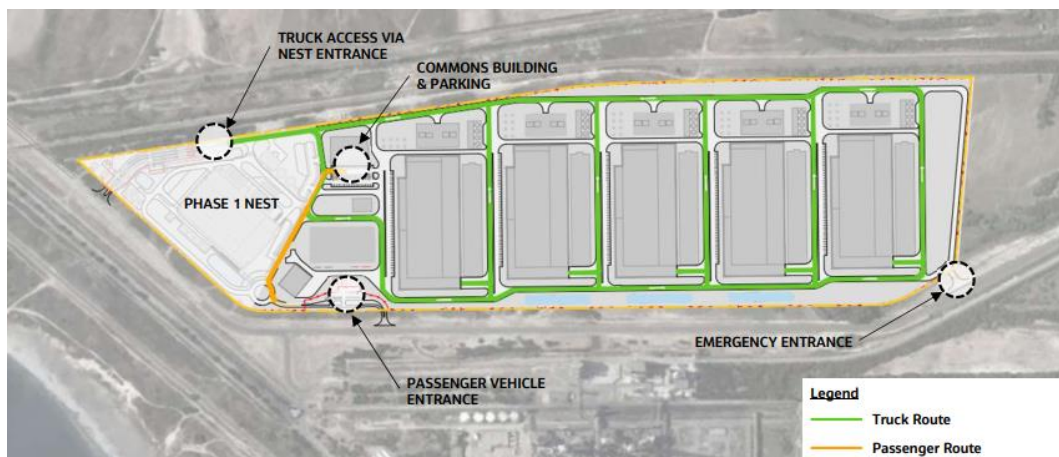 TRUCK ACCESS VIA
NEST ENTRANCE
COMMONS BUILDING
& PARKING
PHASE 1 NEST
EMERGENCY ENTRANCE
PASSENGER VEHICLE
ENTRANCE
Legend
Truck Route
Passenger Route